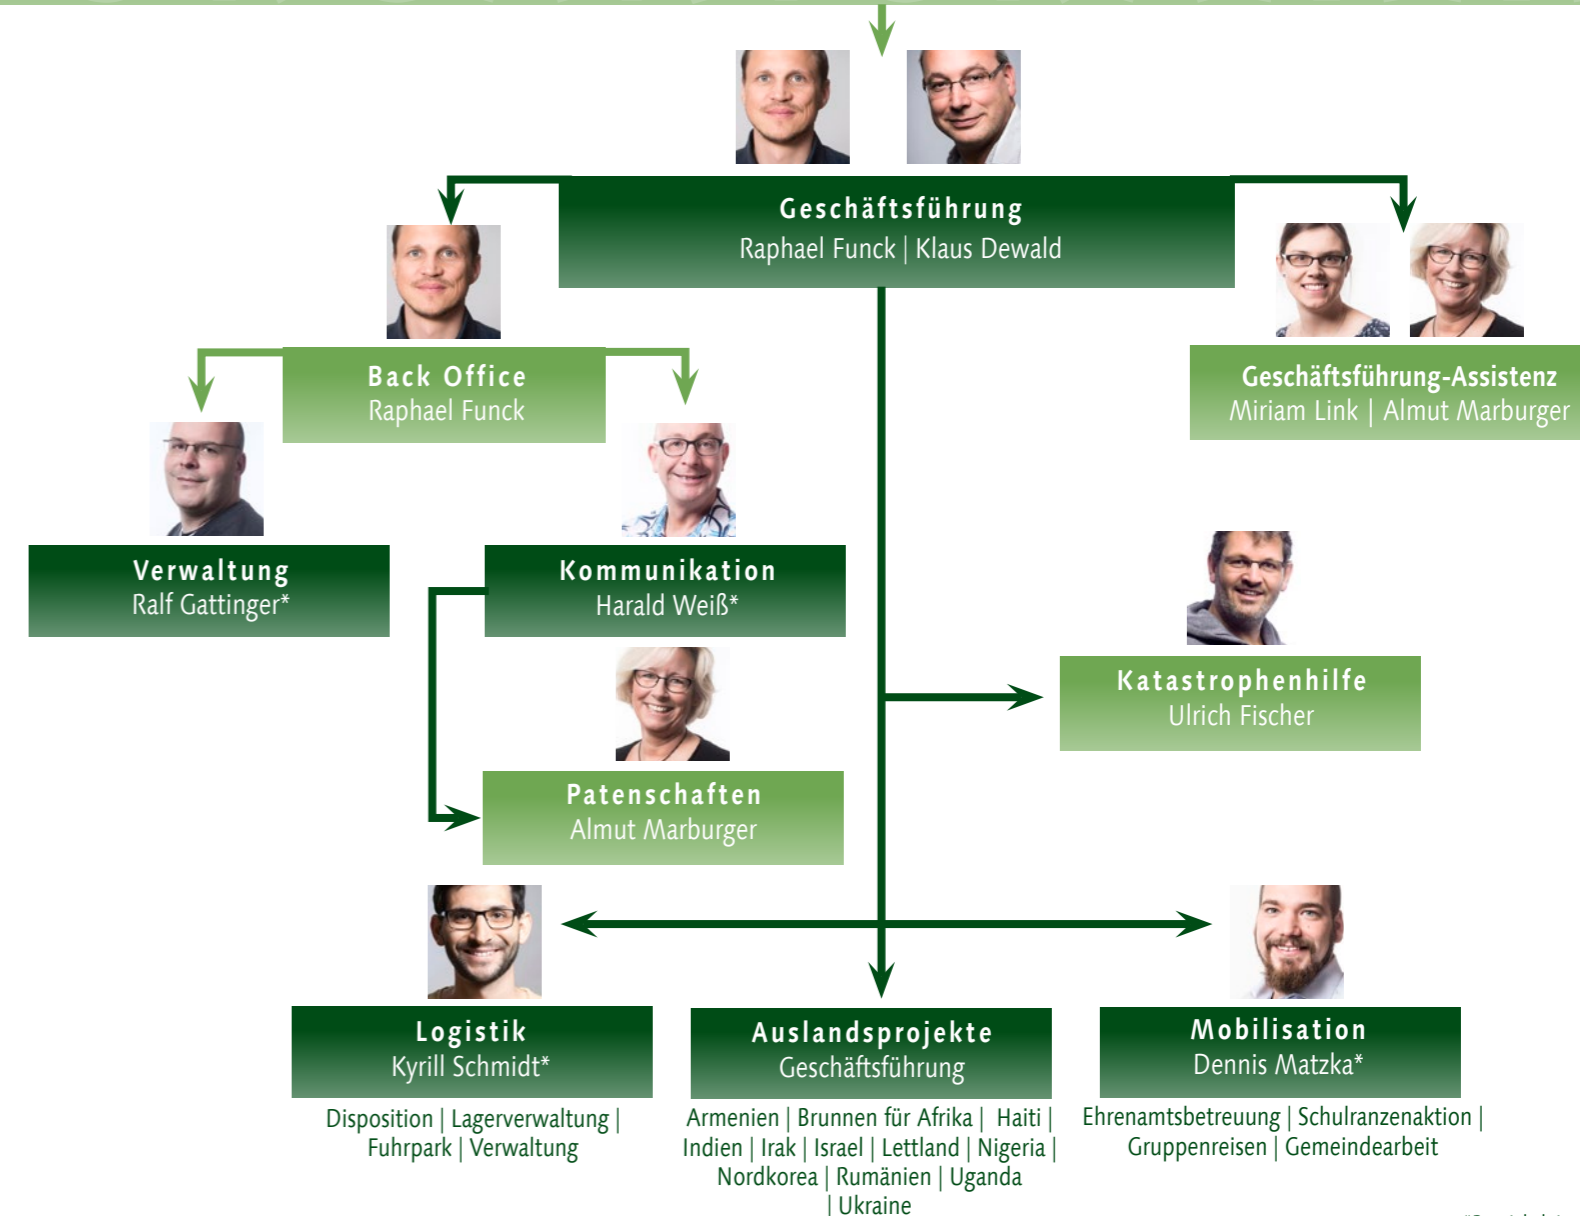 Geschäftsführung
Raphael Funck | Klaus Dewald
Back Office
Raphael Funck
Geschäftsführung-Assistenz
Miriam Link | Almut Marburger
Verwaltung
Ralf Gattinger*
Kommunikation
Harald Weiß*
Katastrophenhilfe
Ulrich Fischer
Patenschaften
Almut Marburger
Logistik
Kyrill Schmidt*
Disposition | Lagerverwaltung |
Fuhrpark | Verwaltung
Auslandsprojekte
Geschäftsführung
Armenien | Brunnen für Afrika | Haiti |
Indien | Irak | Israel | Lettland | Nigeria |
Nordkorea | Rumänien | Uganda
| Ukraine
Mobilisation
Dennis Matzka*
Ehrenamtsbetreuung | Schulranzenaktion |
Gruppenreisen | Gemeindearbeit